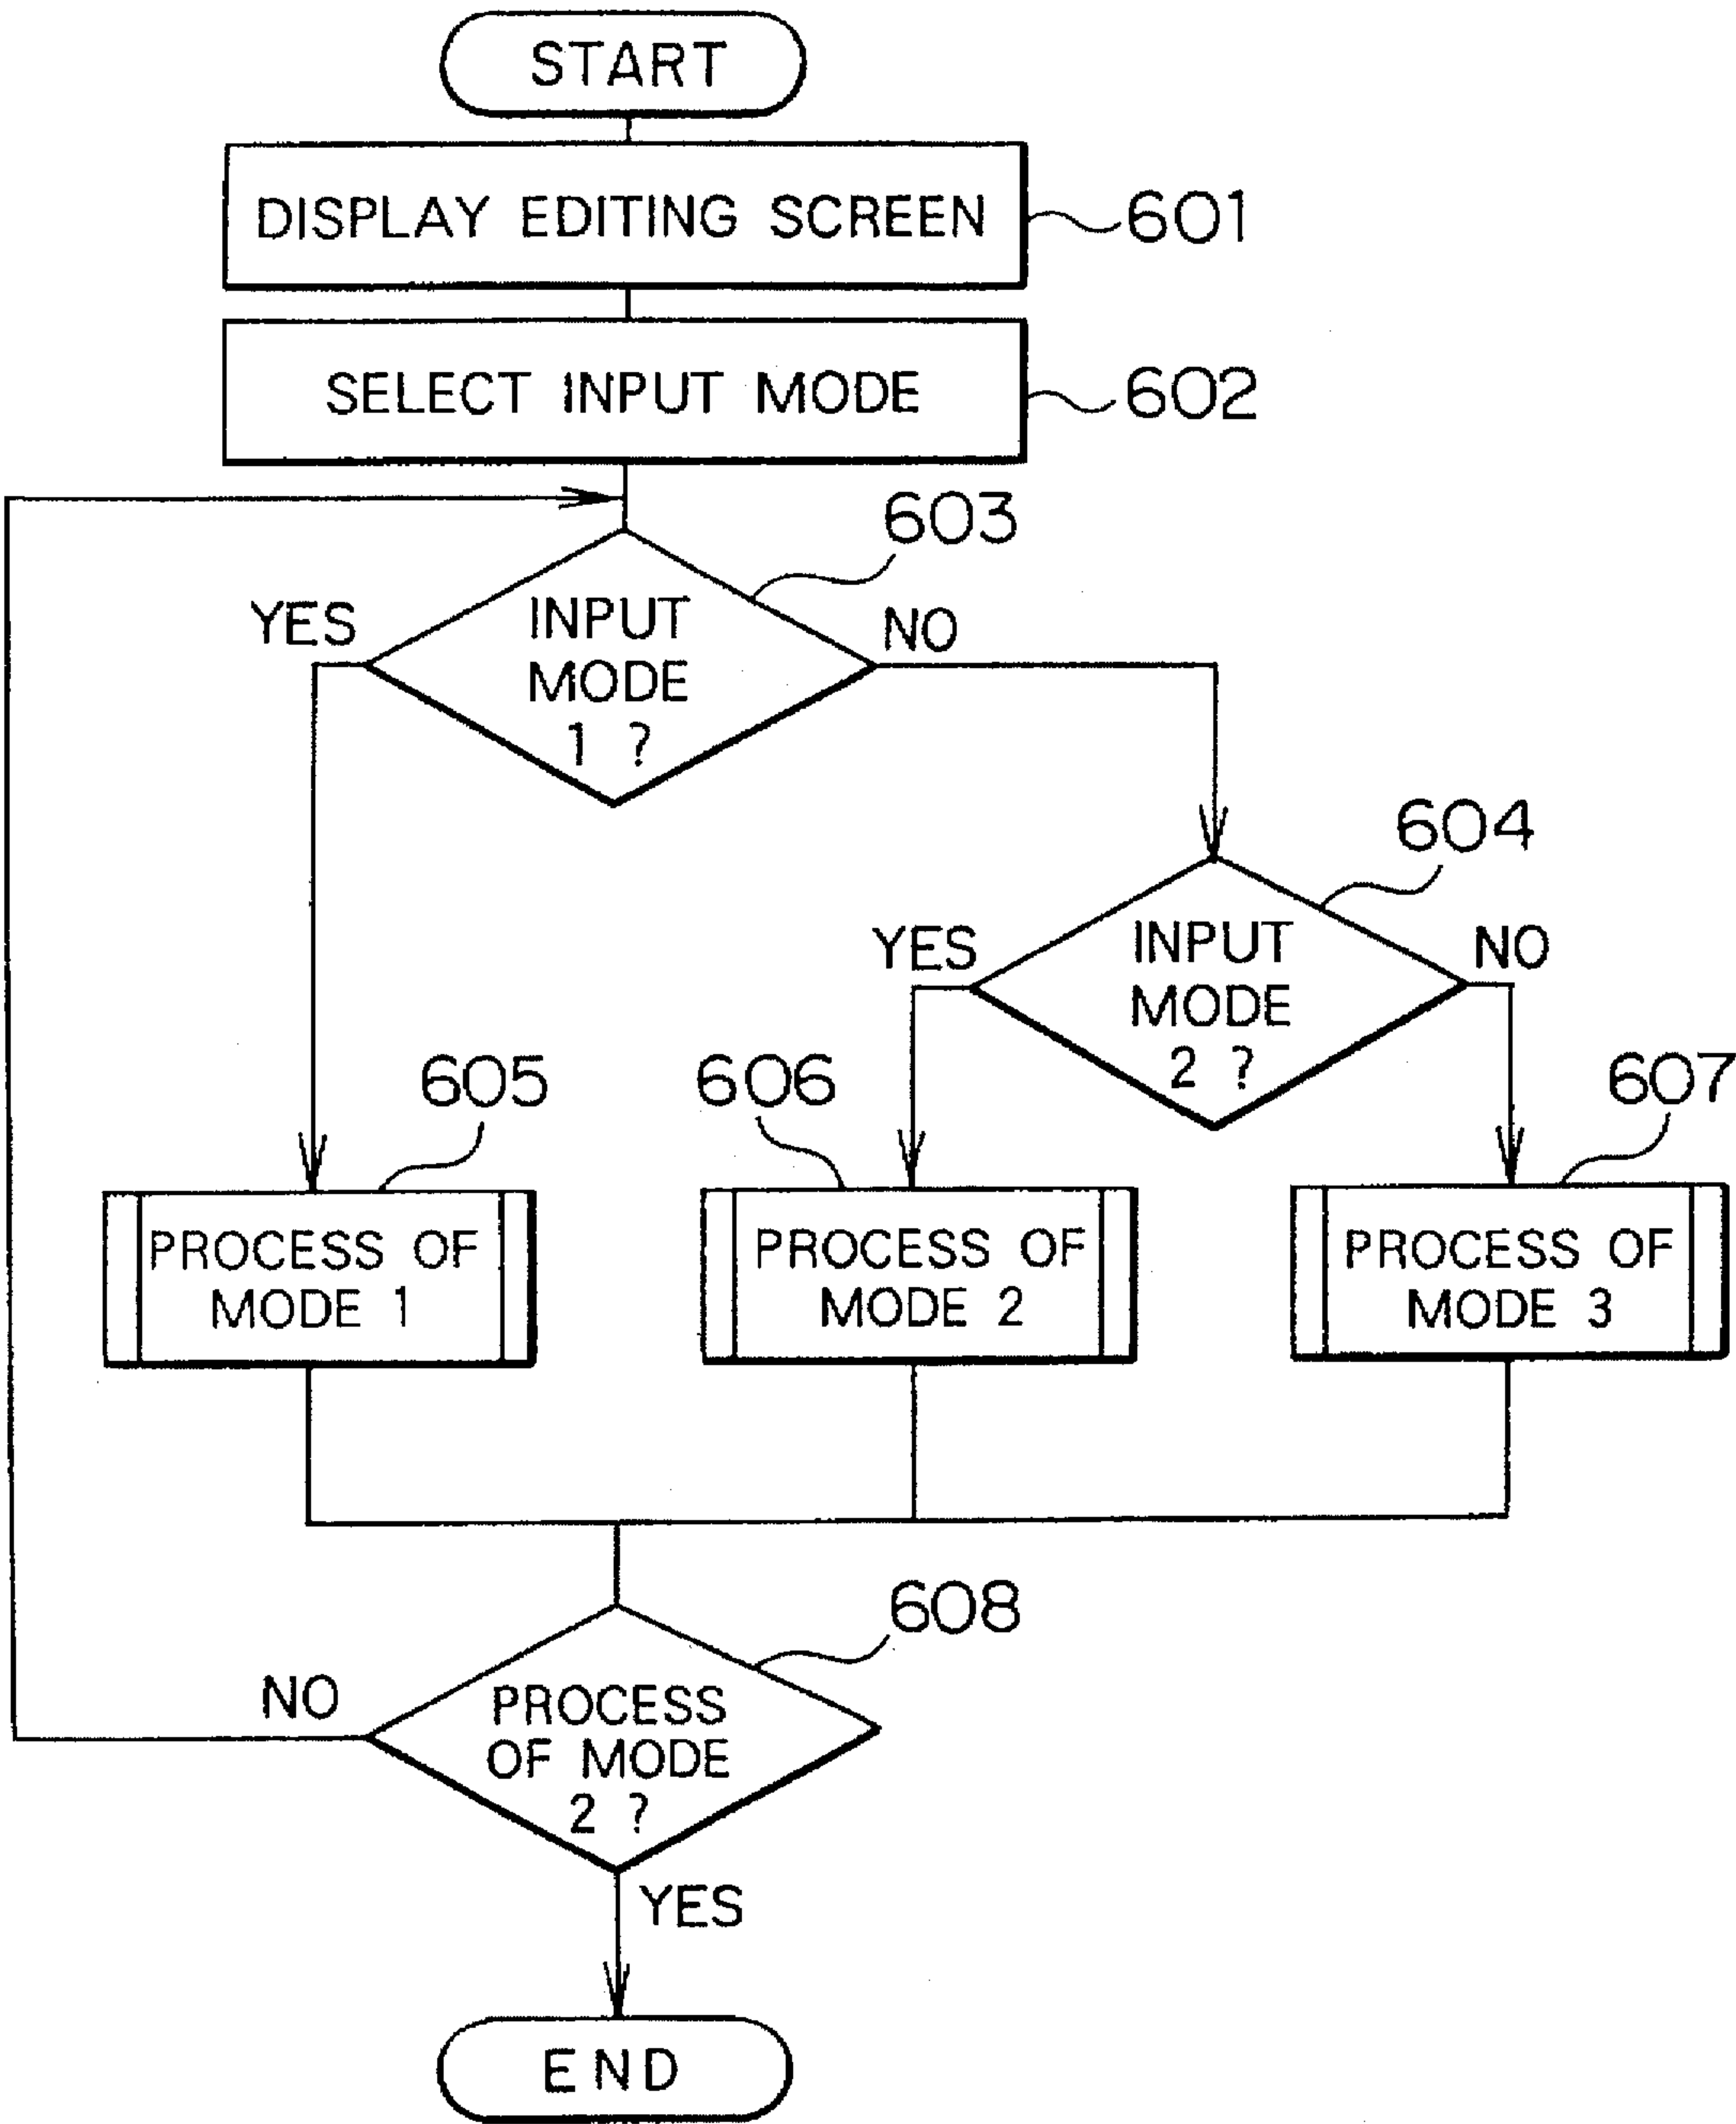 START
DISPLAY EDITING SCREEN
601
SELECT INPUT MODE
602
603
YES
INPUT
MODE
1 ?
NO
604
YES
INPUT
MODE
2 ?
NO
605
606
607
PROCESS OF
MODE 1
PROCESS OF
MODE 2
PROCESS OF
MODE 3
608
NO
PROCESS
OF MODE
2 ?
YES
END